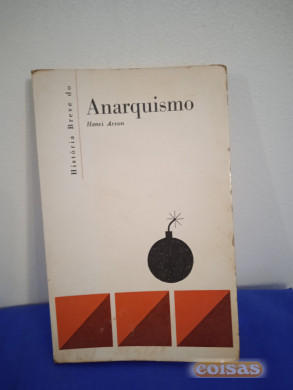 História Breve do
Anarquismo
Henri Arvon
coisas